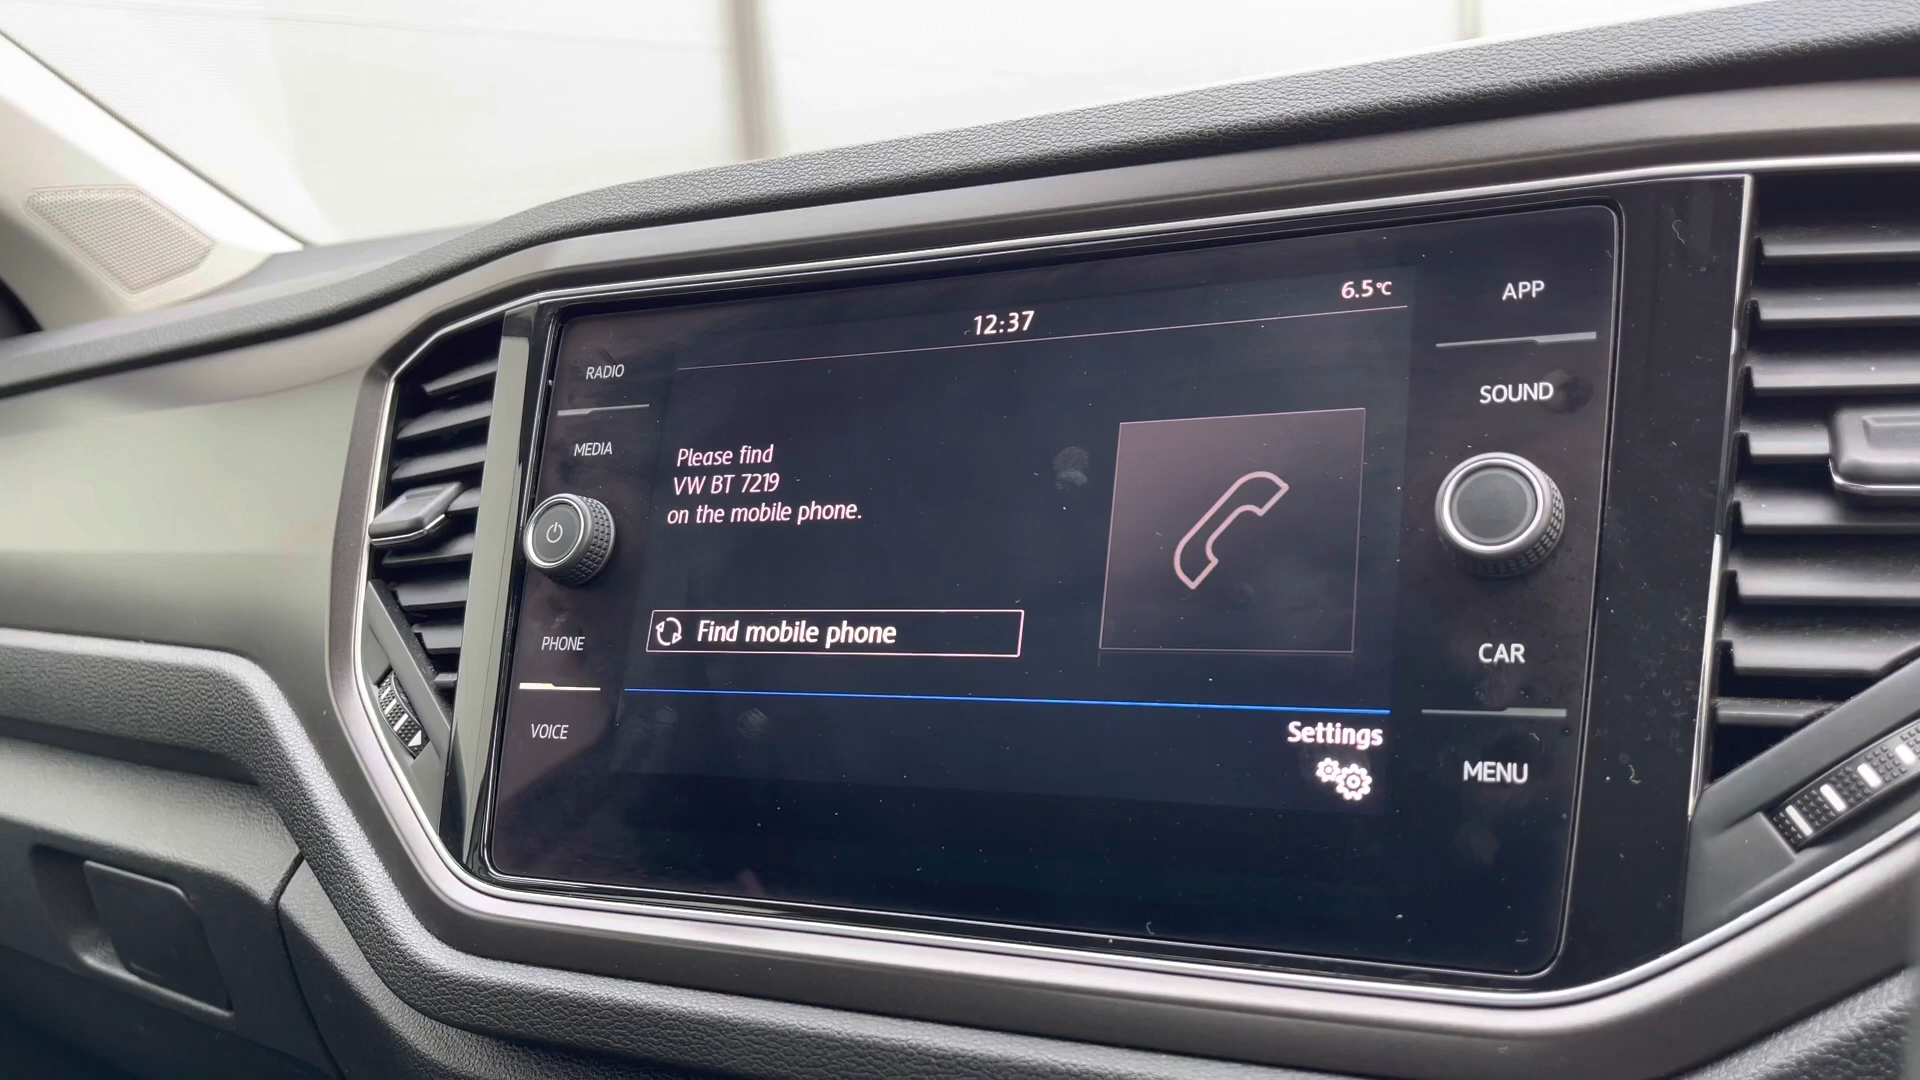 12:37
6.5°C
RADIO
MEDIA
PHONE
VOICE
Please find
VW BT 7219
on the mobile phone.
Find mobile phone
Settings
APP
SOUND
CAR
MENU